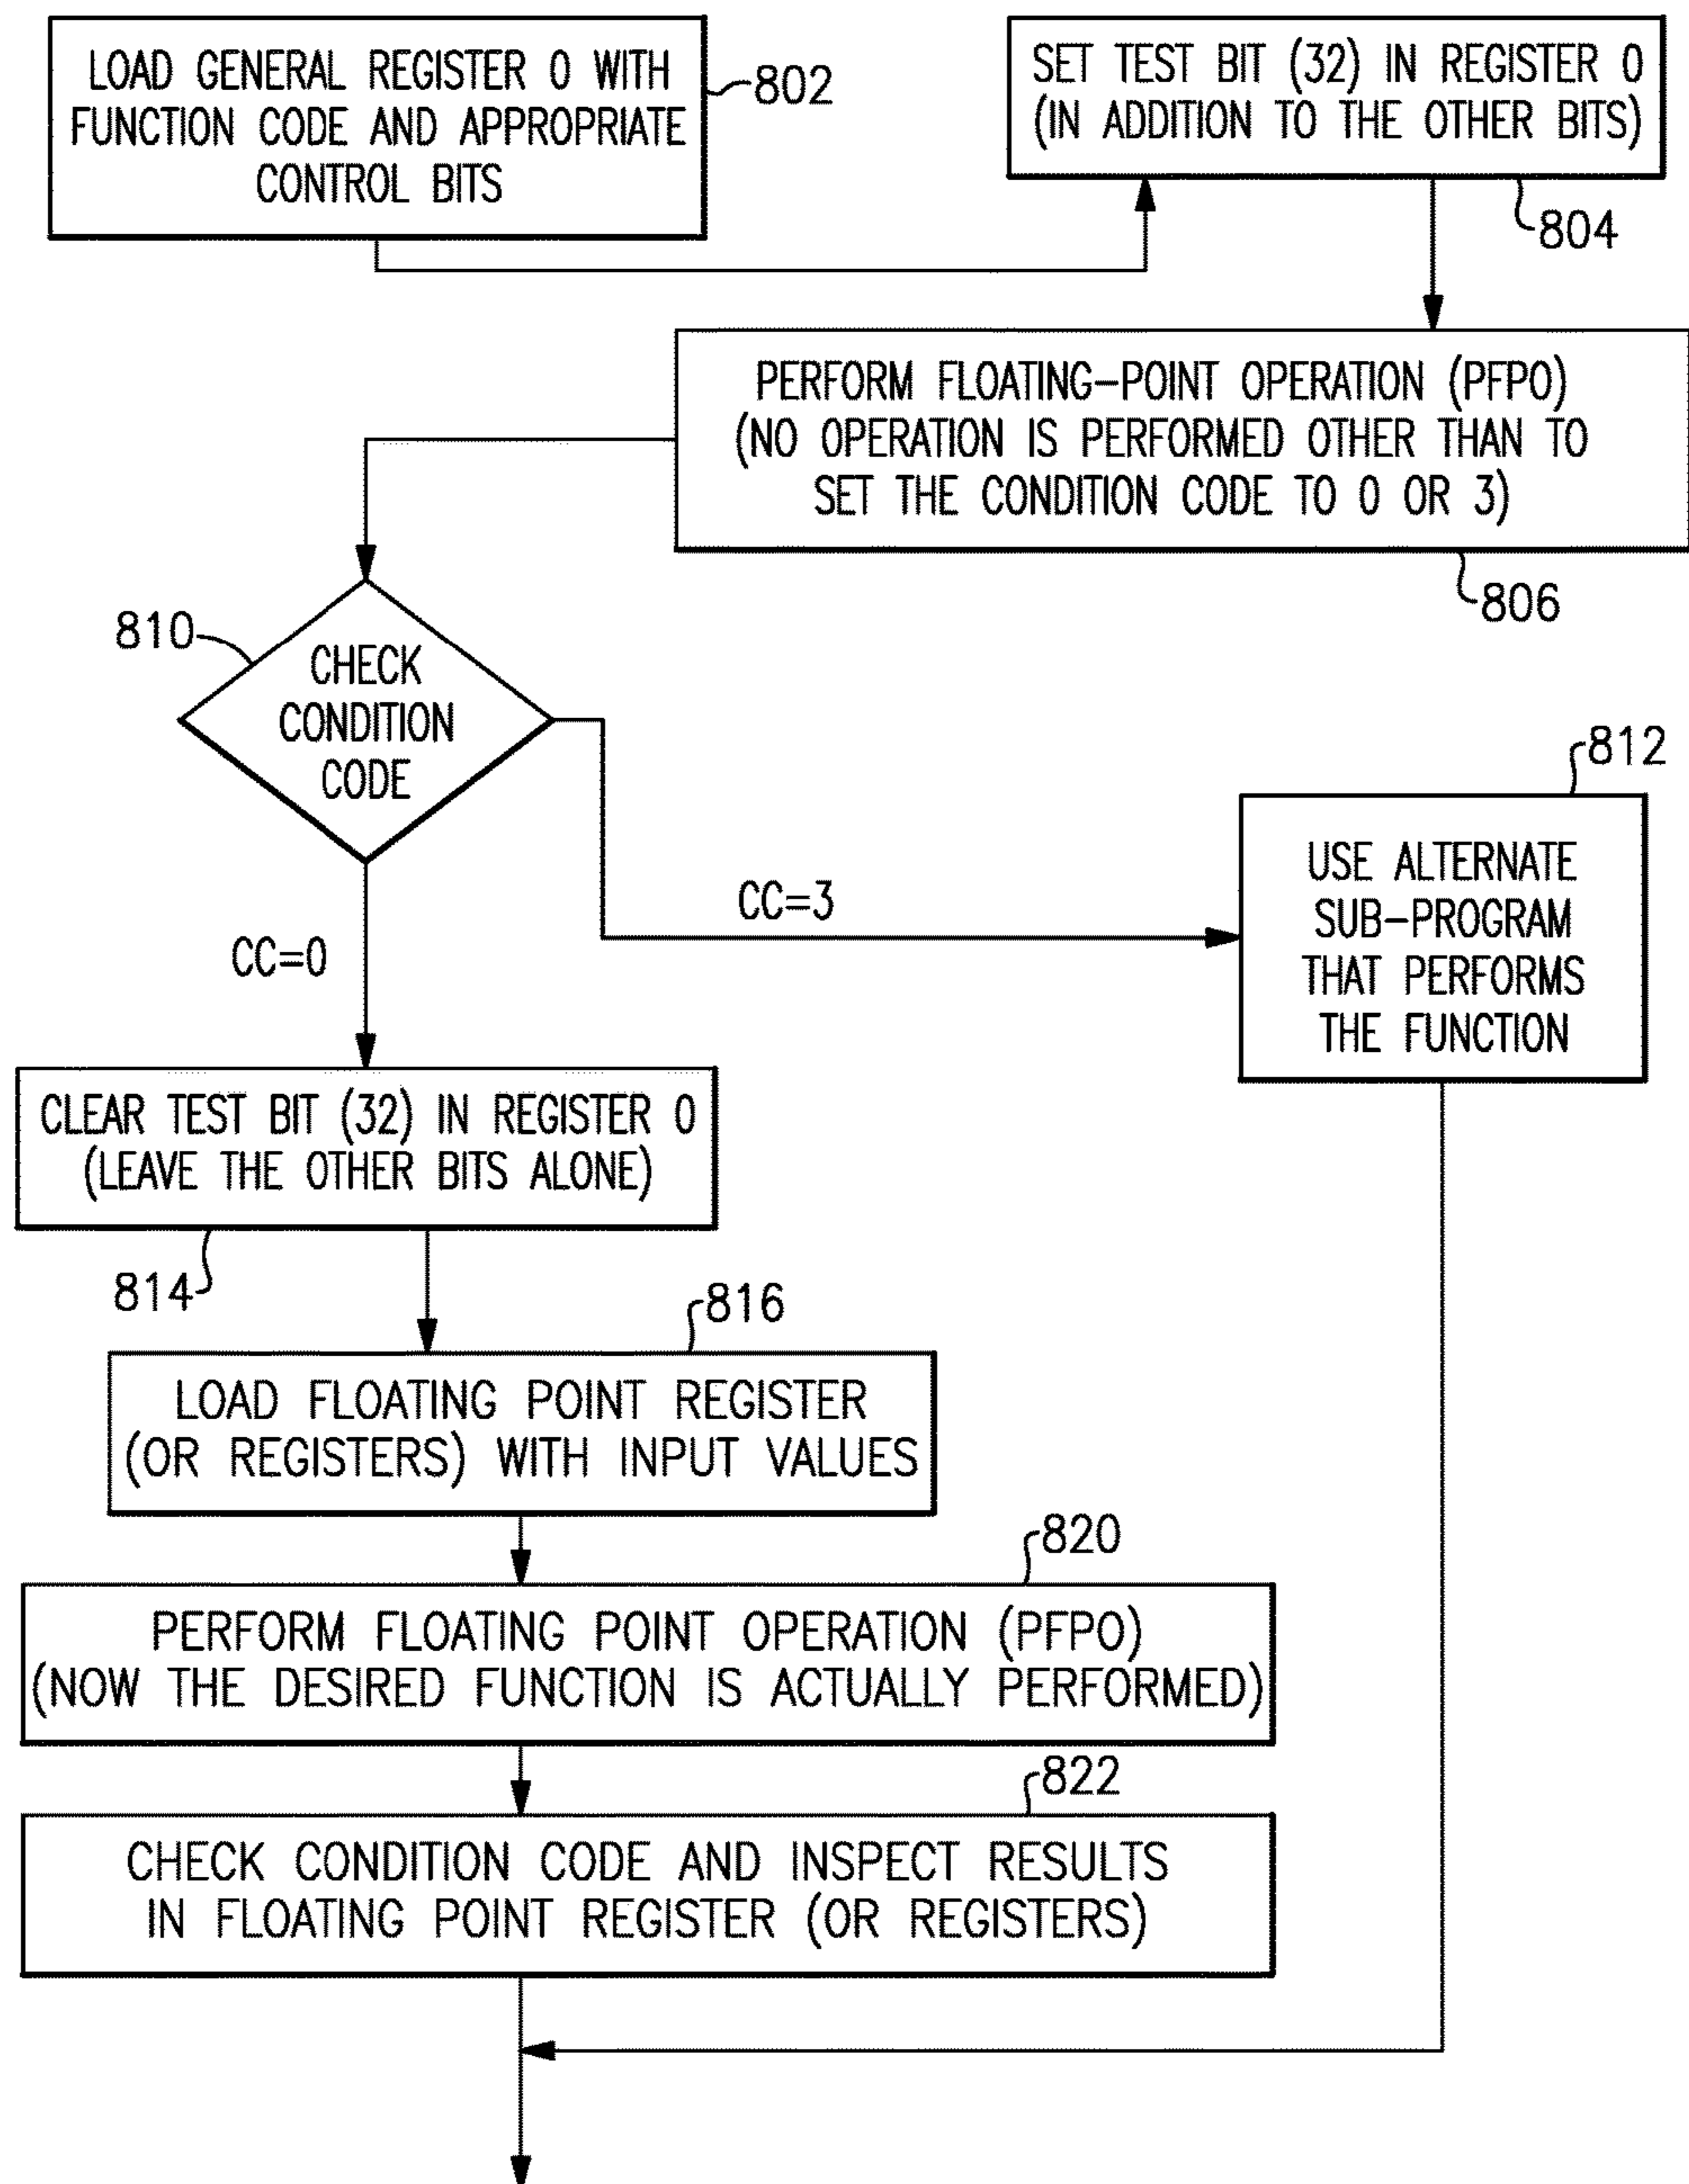 LOAD GENERAL REGISTER 0 WITH
FUNCTION CODE AND APPROPRIATE
CONTROL BITS
802
SET TEST BIT (32) IN REGISTER 0
(IN ADDITION TO THE OTHER BITS)
804
PERFORM FLOATING-POINT OPERATION (PFPO)
(NO OPERATION IS PERFORMED OTHER THAN TO
SET THE CONDITION CODE TO 0 OR 3)
806
810
CHECK
CONDITION
CODE
CC=3
812
USE ALTERNATE
SUB-PROGRAM
THAT PERFORMS
THE FUNCTION
CC=0
CLEAR TEST BIT (32) IN REGISTER 0
(LEAVE THE OTHER BITS ALONE)
814
816
LOAD FLOATING POINT REGISTER
(OR REGISTERS) WITH INPUT VALUES
820
PERFORM FLOATING POINT OPERATION (PFPO)
(NOW THE DESIRED FUNCTION IS ACTUALLY PERFORMED)
822
CHECK CONDITION CODE AND INSPECT RESULTS
IN FLOATING POINT REGISTER (OR REGISTERS)